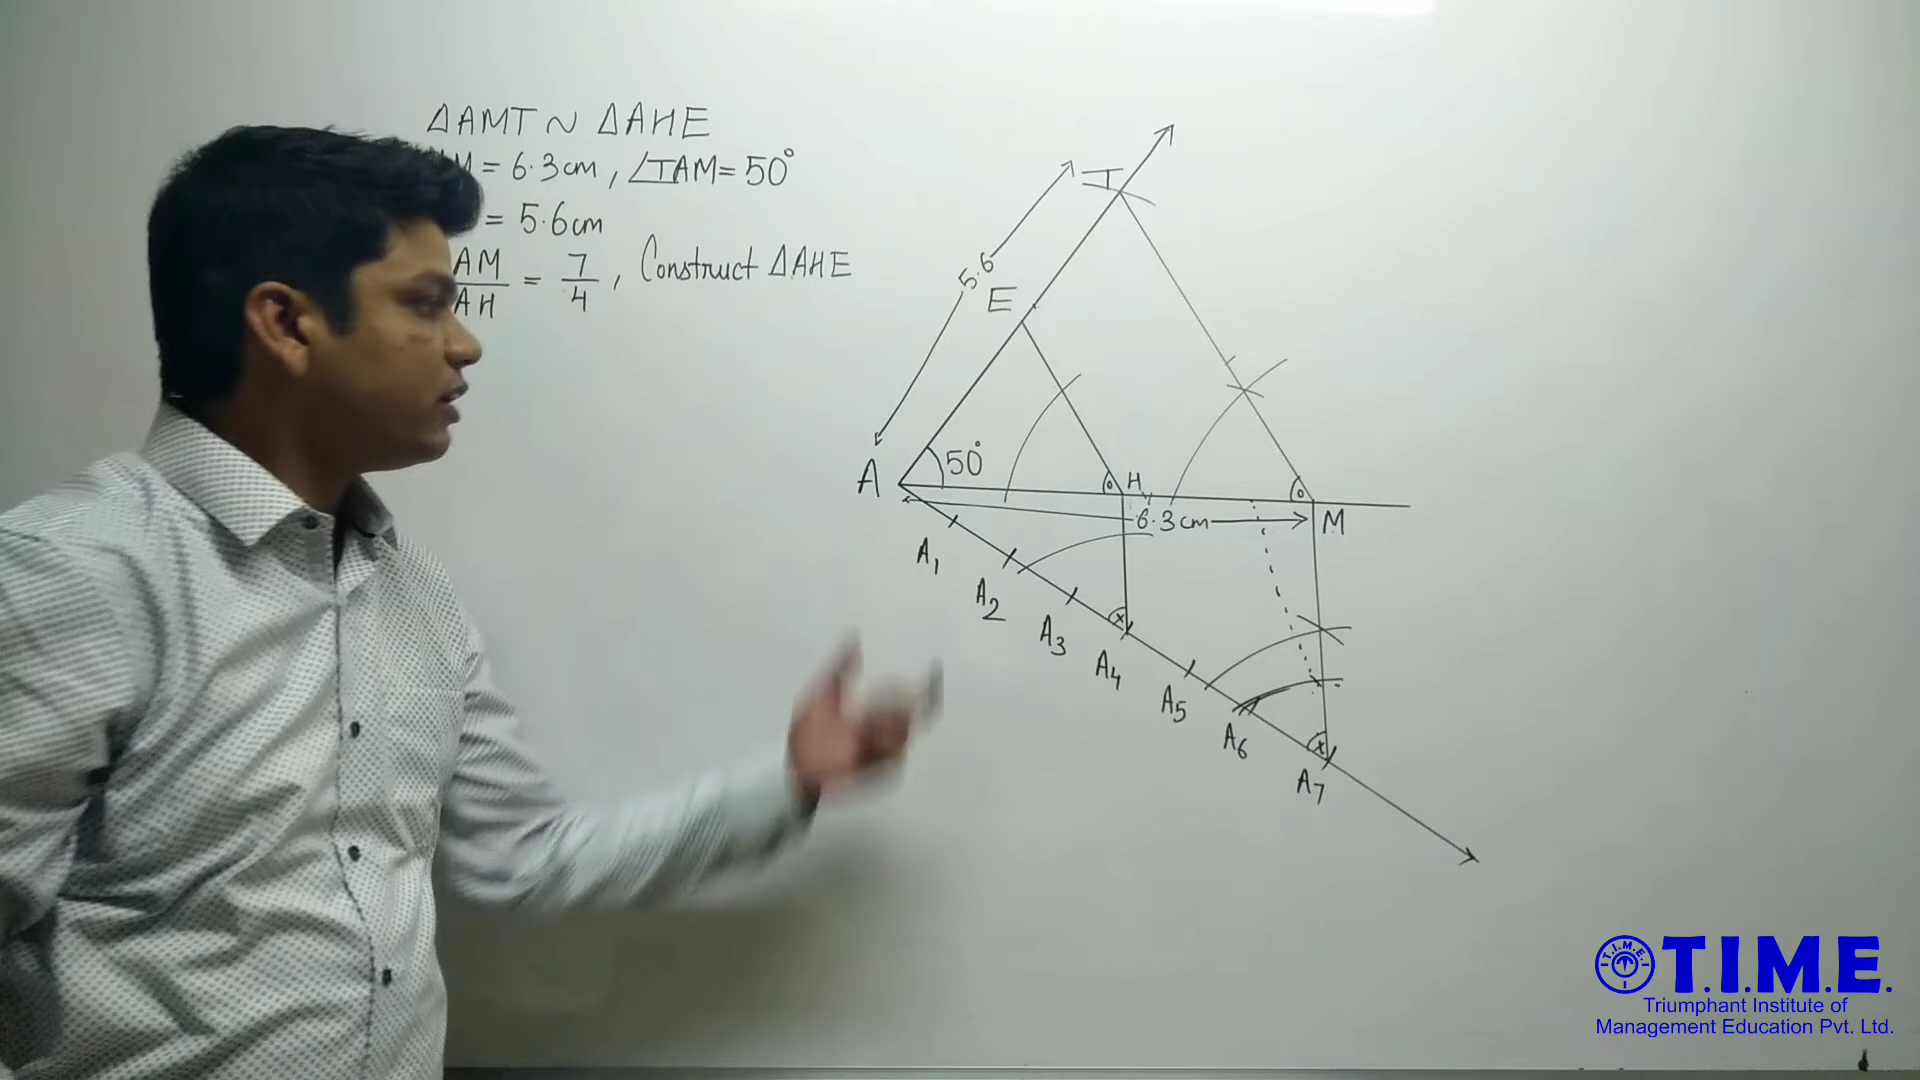 ΔAMT ~ ΔAHE
M = 6.3cm, ∠TAM = 50°
= 5.6cm
AM/AH = 7/4, Construct ΔAHE
T
5.6
E
50°
A
H
6.3cm
M
A₁
A₂
A₃
A₄
A₅
A₆
A₇
x
x
T.I.M.E.
T.I.M.E.
Triumphant Institute of
Management Education Pvt. Ltd.